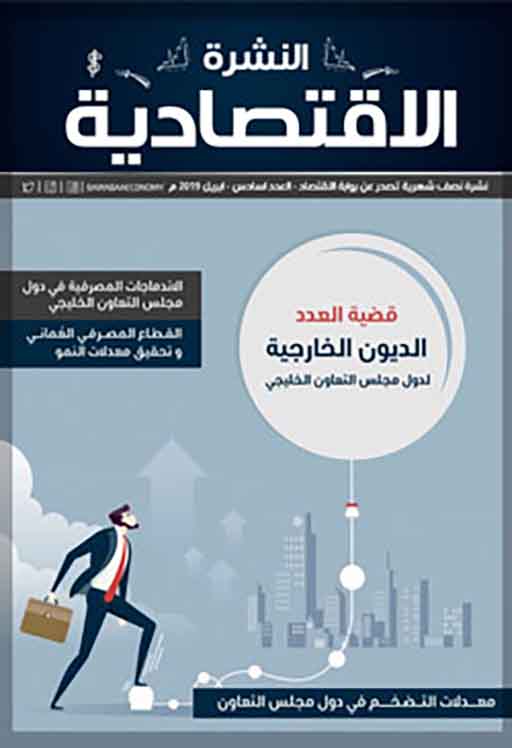 النشرة
الاقتصادية
نشرة نصف شهرية تصدر عن بوابة الاقتصاد - العدد السادس - ابريل 2019 م
الاندماجات المصرفية في دول
مجلس التعاون الخليجي
القطاع المصرفي العُماني
و تحقيق معدلات النمو
قضية العدد
الديون الخارجية
لدول مجلس التعاون الخليجي
معدلات التضخم في دول مجلس التعاون